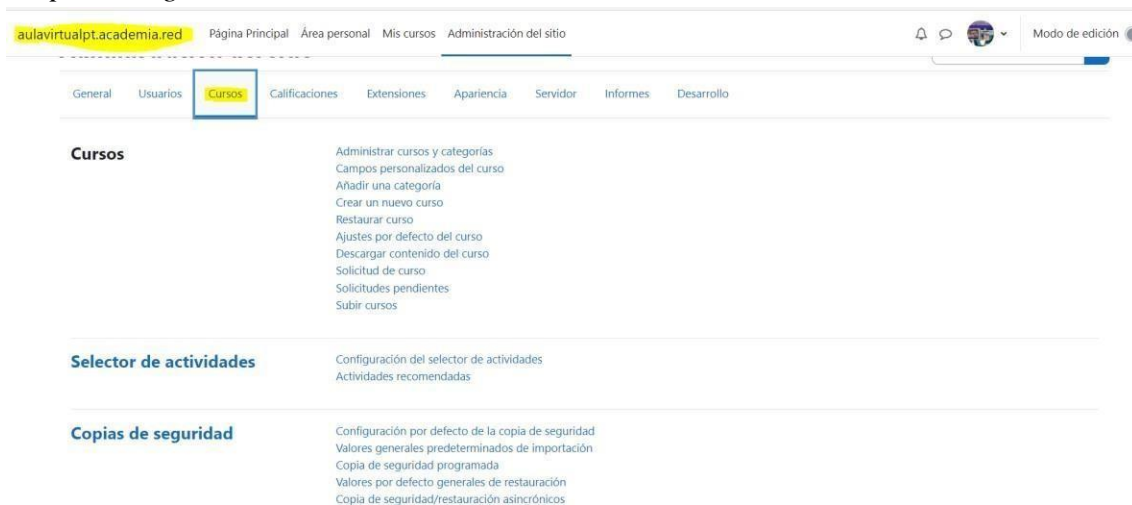 aulavirtualpt.academia.red Página Principal Área personal Mis cursos Administración del sitio Modo de edición
General Usuarios Cursos Calificaciones Extensiones Apariencia Servidor Informes Desarrollo
Cursos
Administrar cursos y categorías
Campos personalizados del curso
Añadir una categoría
Crear un nuevo curso
Restaurar curso
Ajustes por defecto del curso
Descargar contenido del curso
Solicitud de curso
Solicitudes pendientes
Subir cursos
Selector de actividades
Configuración del selector de actividades
Actividades recomendadas
Copias de seguridad
Configuración por defecto de la copia de seguridad
Valores generales predeterminados de importación
Copia de seguridad programada
Valores por defecto generales de restauración
Copia de seguridad/restauración asincrónicos